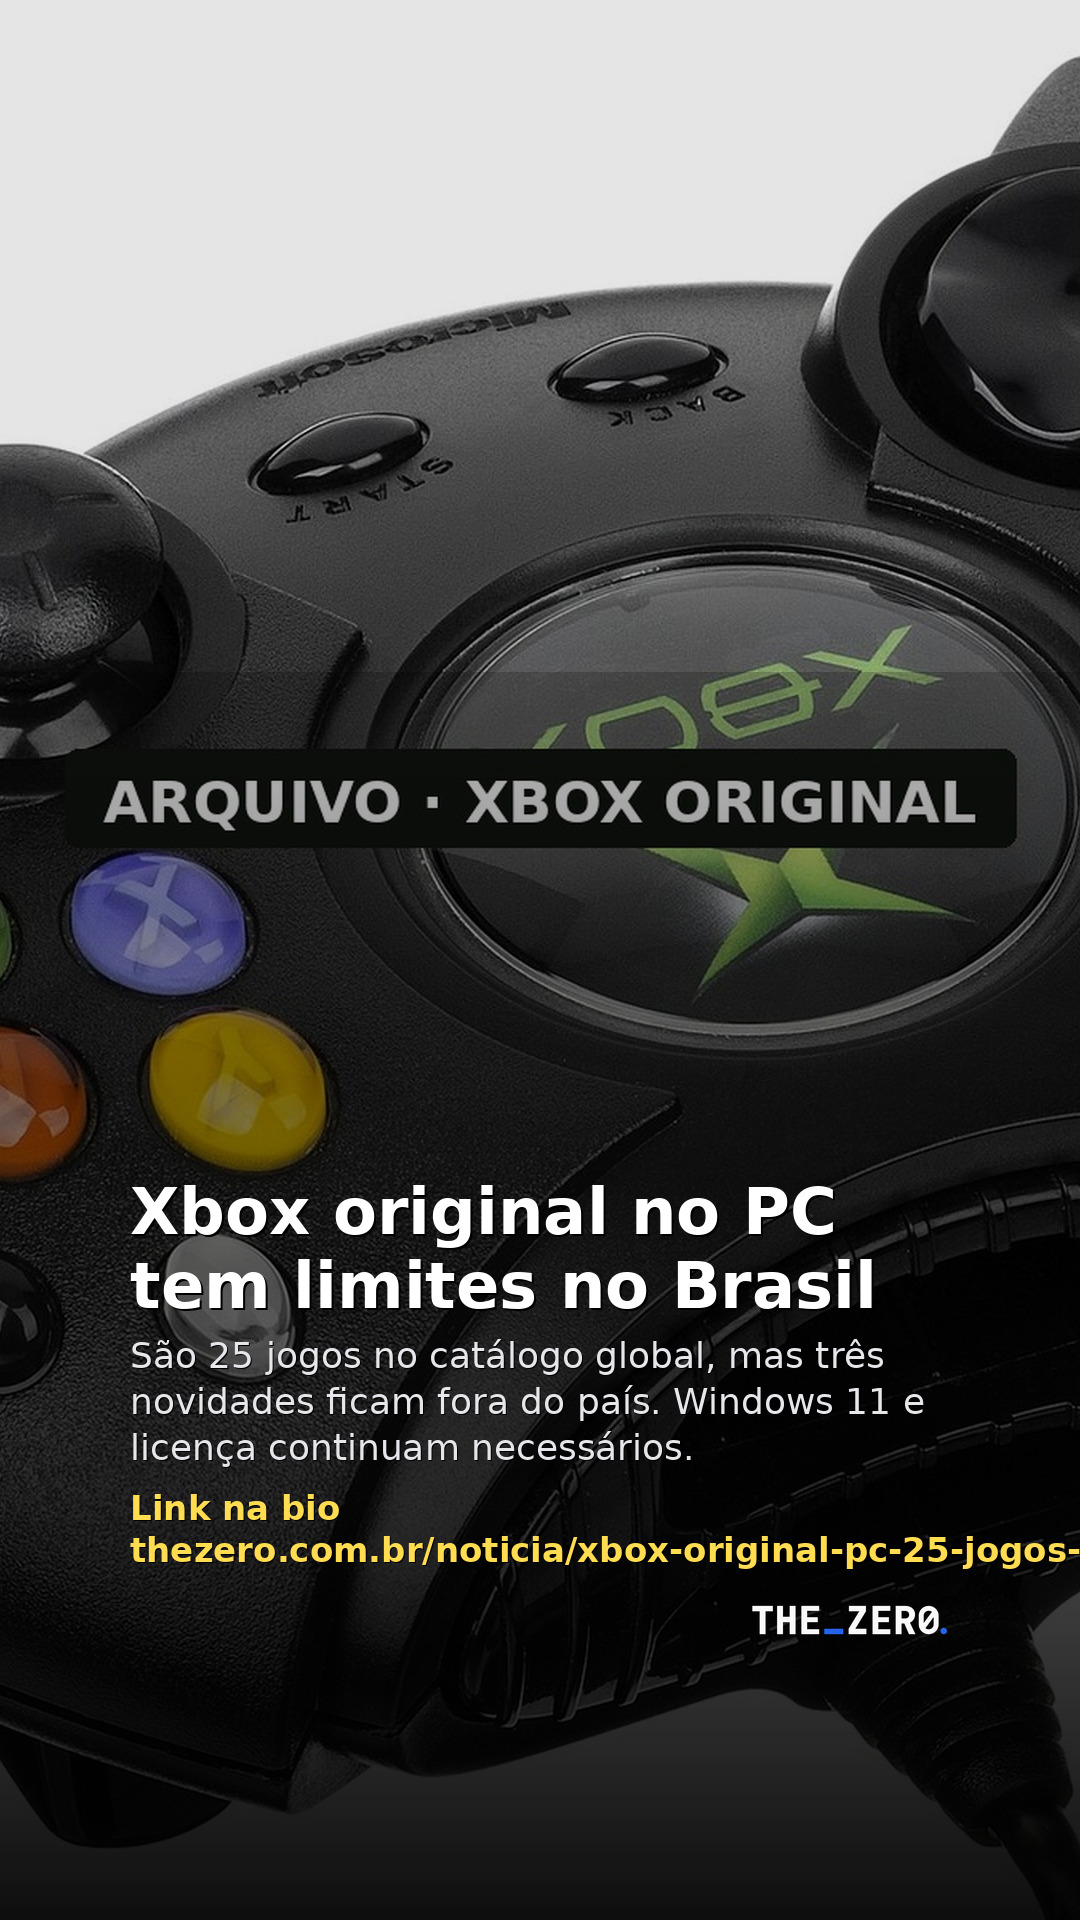 Microsoft
BACK
START
XBOX
ARQUIVO · XBOX ORIGINAL
X
Y
Xbox original no PC
tem limites no Brasil
São 25 jogos no catálogo global, mas três
novidades ficam fora do país. Windows 11 e
licença continuam necessários.
Link na bio
thezero.com.br/noticia/xbox-original-pc-25-jogos-
THE_ZERO.